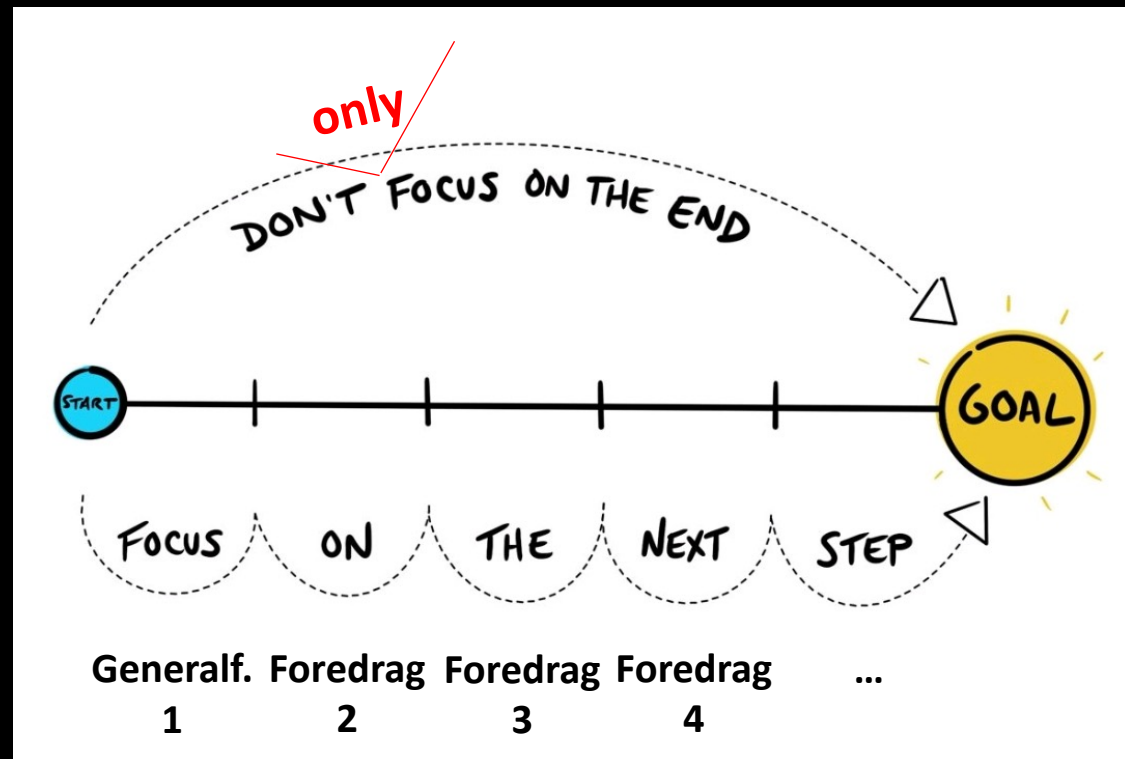 only
DON'T FOCUS ON THE END
START
GOAL
FOCUS ON THE NEXT STEP
Generalf. Foredrag Foredrag Foredrag ...
1 2 3 4